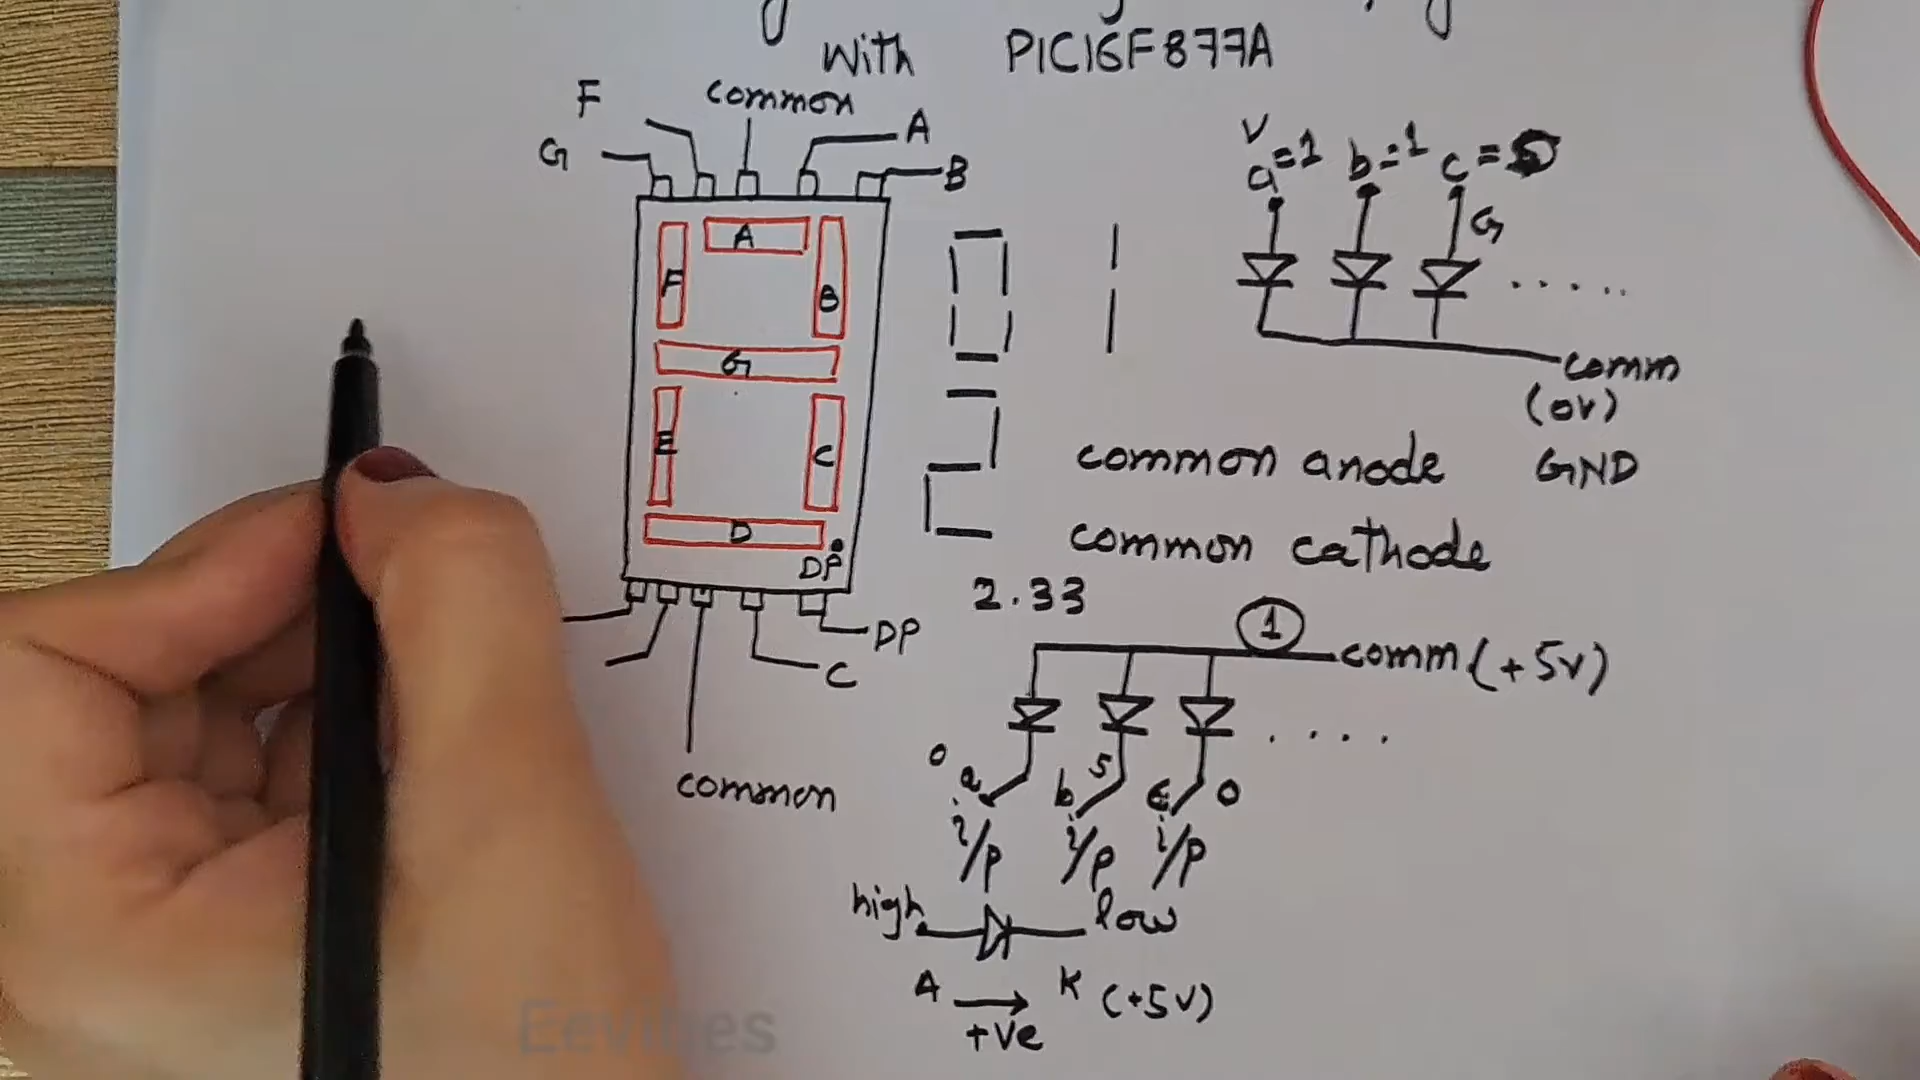 With PIC16F877A
F
common
G
A
B
A
F
B
G
E
C
D
DP
DP
C
common
a=1 b=1 c=
G
comm
(0V)
GND
common anode
common cathode
2.33
1
comm(+5V)
0 a b 5 c 0
i/p i/p i/p
high low
A K (+5V)
+Ve
Eevibes